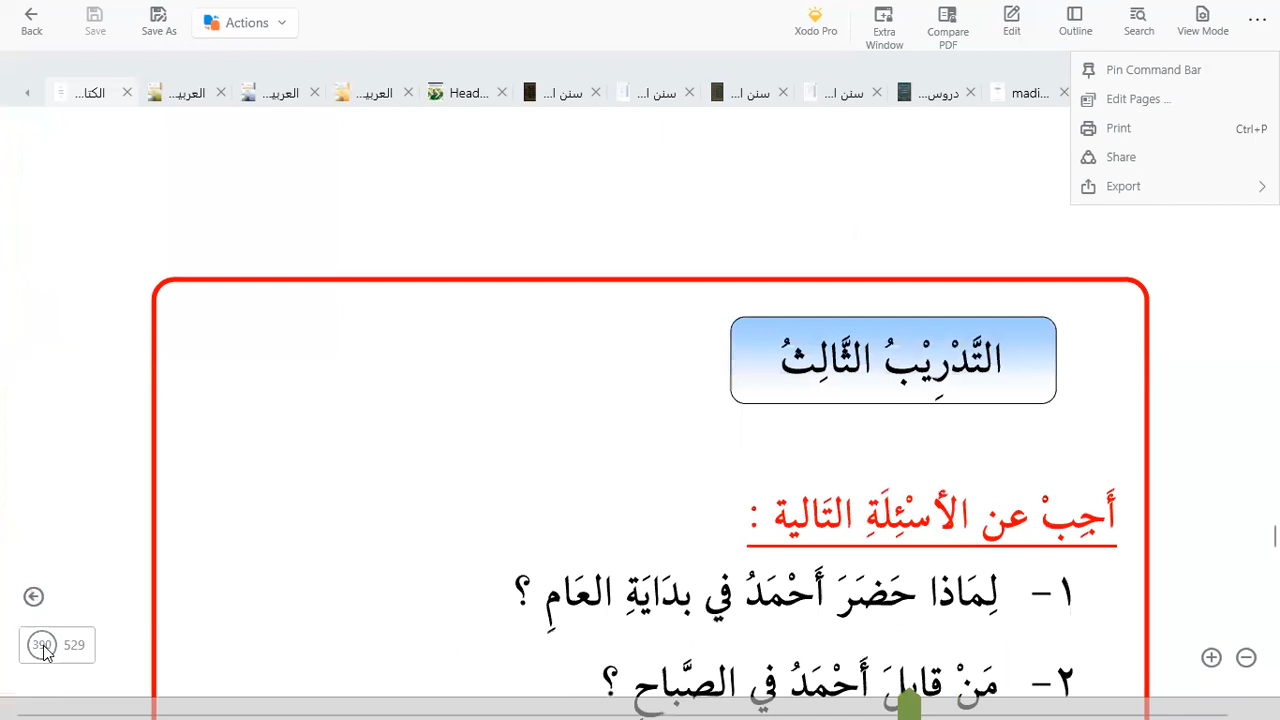 Back
Save
Save As
Actions
Xodo Pro
Extra Window
Compare PDF
Edit
Outline
Search
View Mode
الكتا...
العربيـ...
العربيـ...
العربيـ...
Head...
سنن ا...
سنن ا...
سنن ا...
سنن ا...
دروس...
madi...
Pin Command Bar
Edit Pages ...
Print Ctrl+P
Share
Export
التَّدْرِيْبُ الثَّالِثُ
أَجِبْ عن الأسْئِلَةِ التَالية :
١- لِمَاذا حَضَرَ أَحْمَدُ في بدَايَةِ العَامِ ؟
٢- مَنْ قابلَ أَحْمَدُ في الصَّباحِ ؟
390 529